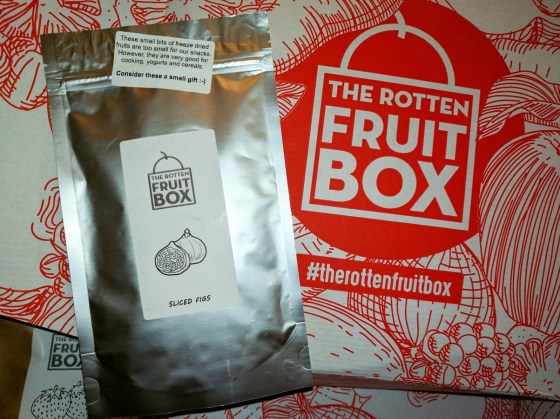 These small bits of freeze dried
fruits are too small for our snacks.
However, they are very good for
cooking, yogurts and cereals.
Consider these a small gift :-)
THE ROTTEN
FRUIT
BOX
SLICED FIGS
THE ROTTEN
FRUIT
BOX
#therottenfruitbox
THE ROTTEN
FRUIT
BOX